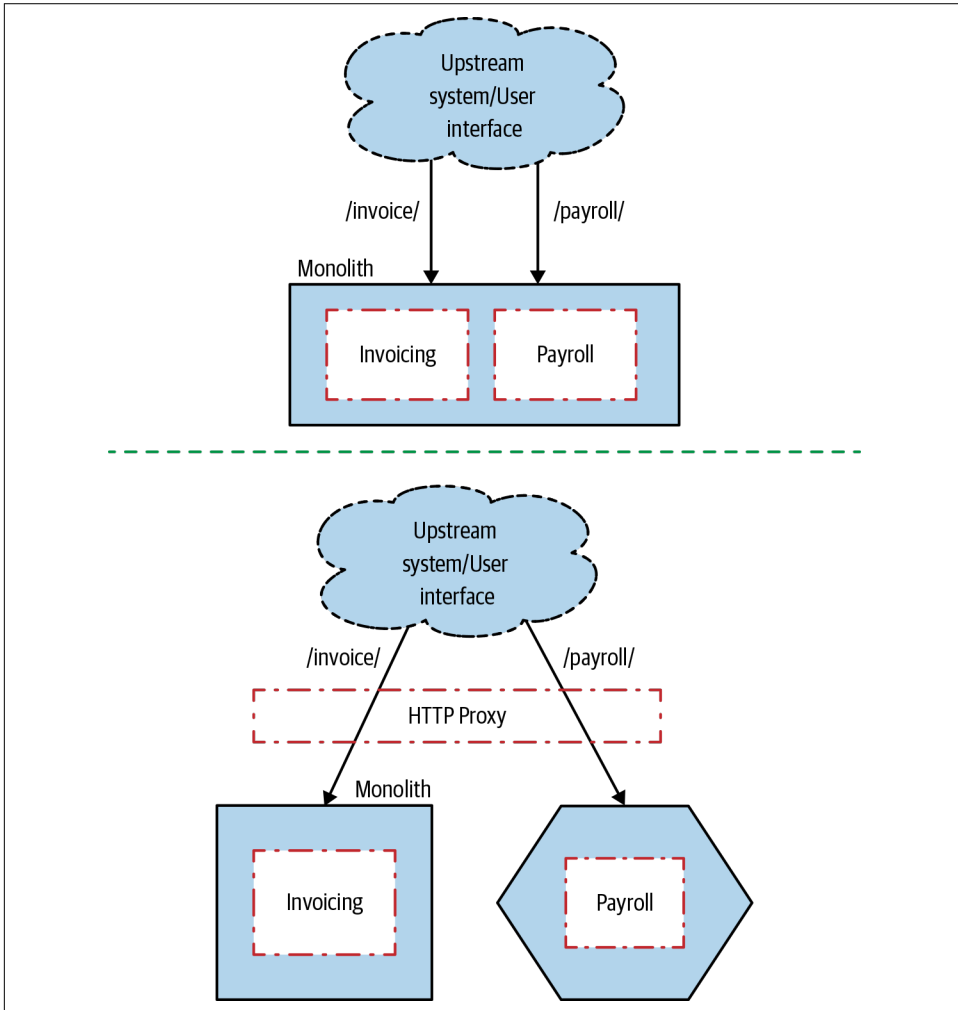 Upstream
system/User
interface
/invoice/ /payroll/
Monolith
Invoicing Payroll
Upstream
system/User
interface
/invoice/ /payroll/
HTTP Proxy
Monolith
Invoicing Payroll